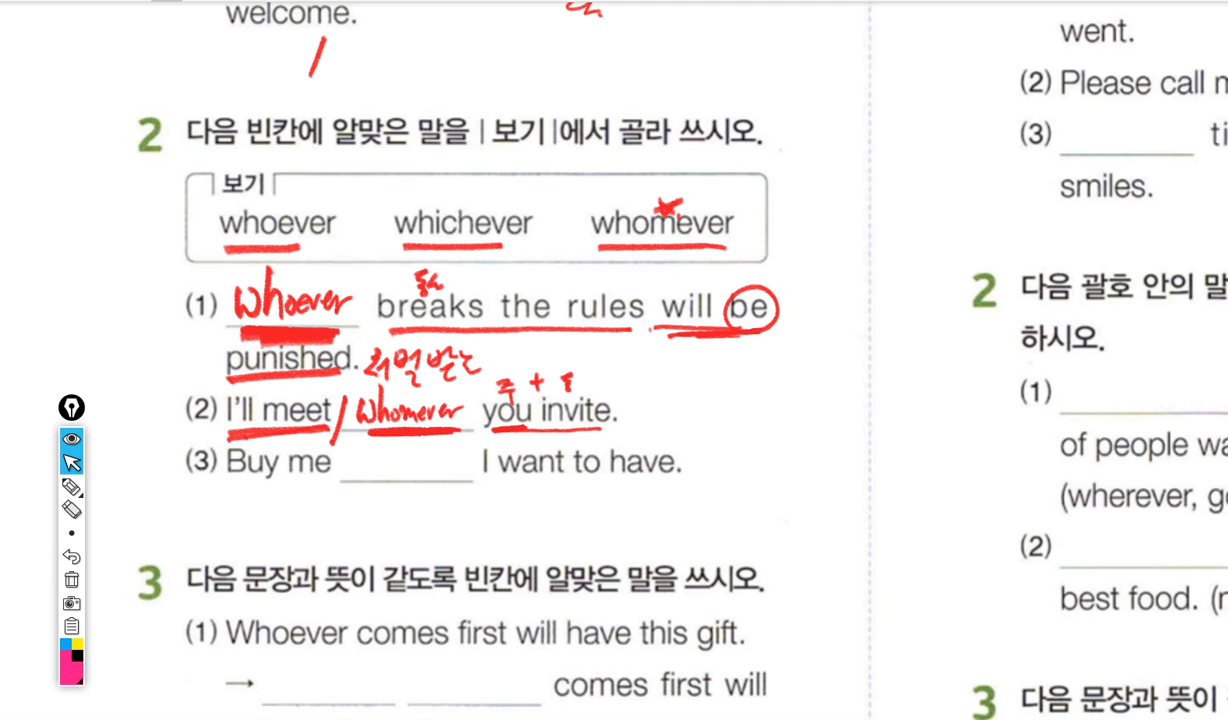 welcome.
2 다음 빈칸에 알맞은 말을 | 보기 |에서 골라 쓰시오.
보기
whoever whichever whomever
(1) whoever breaks the rules will be
punished. 처벌 받는
(2) I'll meet / whomever you invite.
(3) Buy me I want to have.
3 다음 문장과 뜻이 같도록 빈칸에 알맞은 말을 쓰시오.
(1) Whoever comes first will have this gift.
→ comes first will
went.
(2) Please call
(3)
smiles.
2 다음 괄호 안의 말
하시오.
(1)
of people
(wherever,
(2)
best food.
3 다음 문장과 뜻이